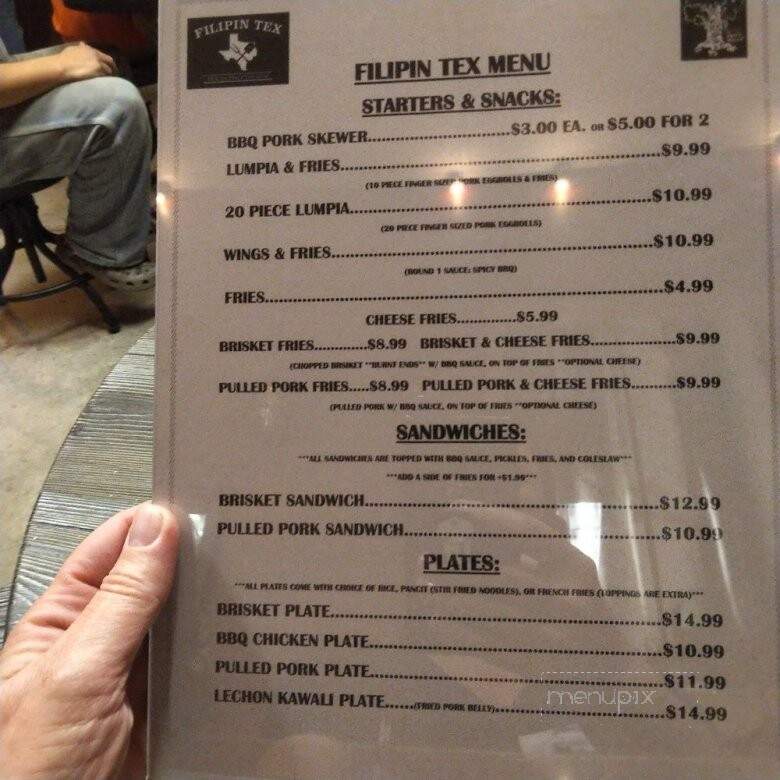 FILIPIN TEX
FILIPIN TEX MENU
STARTERS & SNACKS:
BBQ PORK SKEWER..............................$3.00 EA. OR $5.00 FOR 2
LUMPIA & FRIES..............................$9.99
(10 PIECE FINGER SIZED PORK EGGROLLS & FRIES)
20 PIECE LUMPIA..............................$10.99
(20 PIECE FINGER SIZED PORK EGGROLLS)
WINGS & FRIES..............................$10.99
(ROUND 1 SAUCE: SPICY BBQ)
FRIES..............................$4.99
CHEESE FRIES..............$5.99
BRISKET FRIES............$8.99 BRISKET & CHEESE FRIES....................$9.99
(CHOPPED BRISKET **BURNT ENDS** W/ BBQ SAUCE, ON TOP OF FRIES **OPTIONAL CHEESE)
PULLED PORK FRIES.....$8.99 PULLED PORK & CHEESE FRIES..........$9.99
(PULLED PORK W/ BBQ SAUCE, ON TOP OF FRIES **OPTIONAL CHEESE)
SANDWICHES:
***ALL SANDWICHES ARE TOPPED WITH BBQ SAUCE, PICKLES, FRIES, AND COLESLAW***
***ADD A SIDE OF FRIES FOR +$1.99***
BRISKET SANDWICH..............................$12.99
PULLED PORK SANDWICH..............................$10.99
PLATES:
***ALL PLATES COME WITH CHOICE OF RICE, PANCIT (STIR FRIED NOODLES), OR FRENCH FRIES (TOPPINGS ARE EXTRA)***
BRISKET PLATE..............................$14.99
BBQ CHICKEN PLATE..............................$10.99
PULLED PORK PLATE..............................$11.99
LECHON KAWALI PLATE......(FRIED PORK BELLY)..............................$14.99
menupix